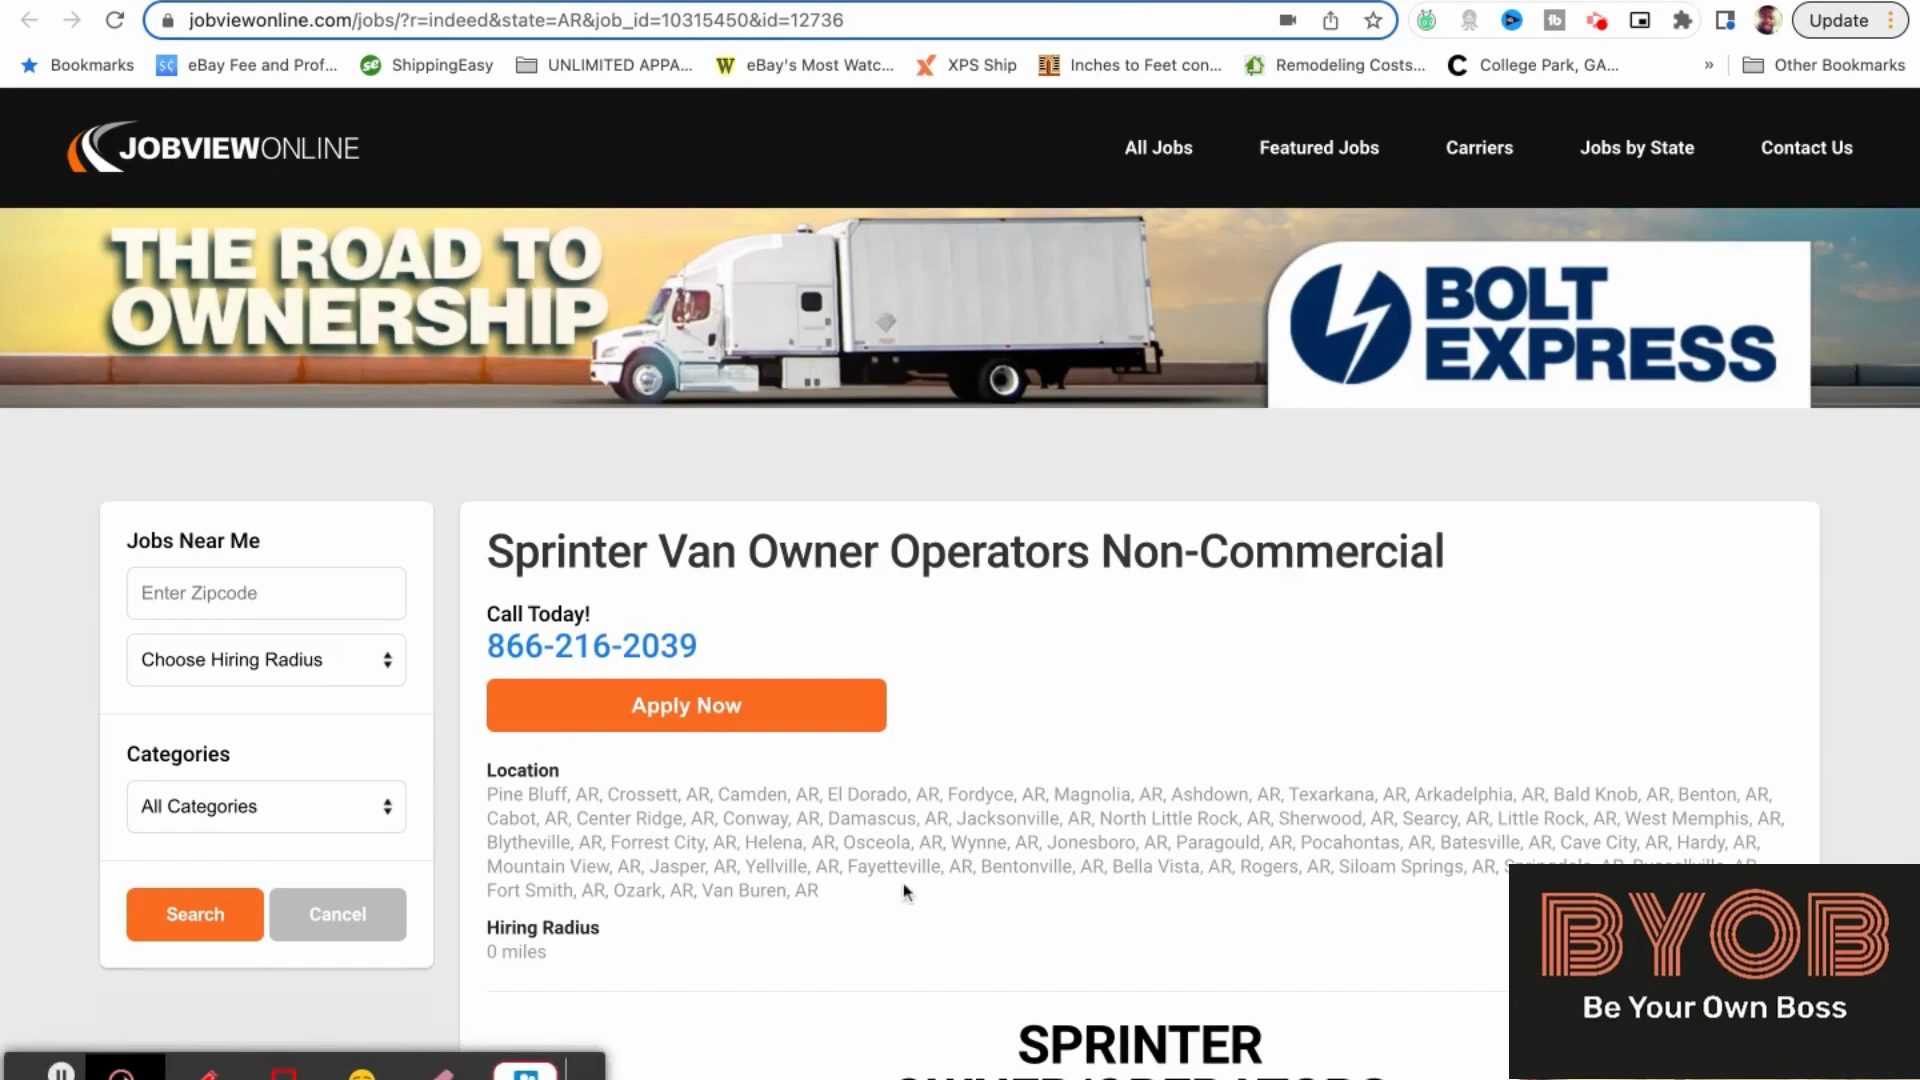 jobviewonline.com/jobs/?r=indeed&state=AR&job_id=10315450&id=12736
Update
Bookmarks
eBay Fee and Prof...
ShippingEasy
UNLIMITED APPA...
eBay's Most Watc...
XPS Ship
Inches to Feet con...
Remodeling Costs...
College Park, GA...
»
Other Bookmarks
JOBVIEWONLINE
All Jobs
Featured Jobs
Carriers
Jobs by State
Contact Us
THE ROAD TO
OWNERSHIP
BOLT
EXPRESS
Jobs Near Me
Enter Zipcode
Choose Hiring Radius
Categories
All Categories
Search
Cancel
Sprinter Van Owner Operators Non-Commercial
Call Today!
866-216-2039
Apply Now
Location
Pine Bluff, AR, Crossett, AR, Camden, AR, El Dorado, AR, Fordyce, AR, Magnolia, AR, Ashdown, AR, Texarkana, AR, Arkadelphia, AR, Bald Knob, AR, Benton, AR,
Cabot, AR, Center Ridge, AR, Conway, AR, Damascus, AR, Jacksonville, AR, North Little Rock, AR, Sherwood, AR, Searcy, AR, Little Rock, AR, West Memphis, AR,
Blytheville, AR, Forrest City, AR, Helena, AR, Osceola, AR, Wynne, AR, Jonesboro, AR, Paragould, AR, Pocahontas, AR, Batesville, AR, Cave City, AR, Hardy, AR,
Mountain View, AR, Jasper, AR, Yellville, AR, Fayetteville, AR, Bentonville, AR, Bella Vista, AR, Rogers, AR, Siloam Springs, AR,
Fort Smith, AR, Ozark, AR, Van Buren, AR
Hiring Radius
0 miles
SPRINTER
BYOB
Be Your Own Boss